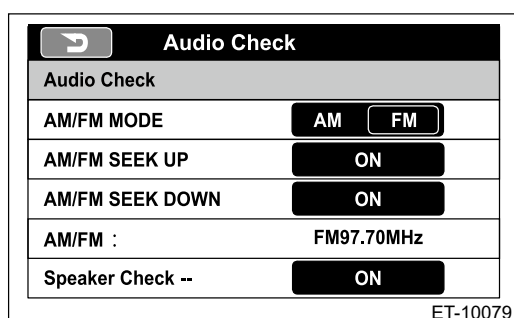 Audio Check
Audio Check
AM/FM MODE AM FM
AM/FM SEEK UP ON
AM/FM SEEK DOWN ON
AM/FM : FM97.70MHz
Speaker Check -- ON
ET-10079